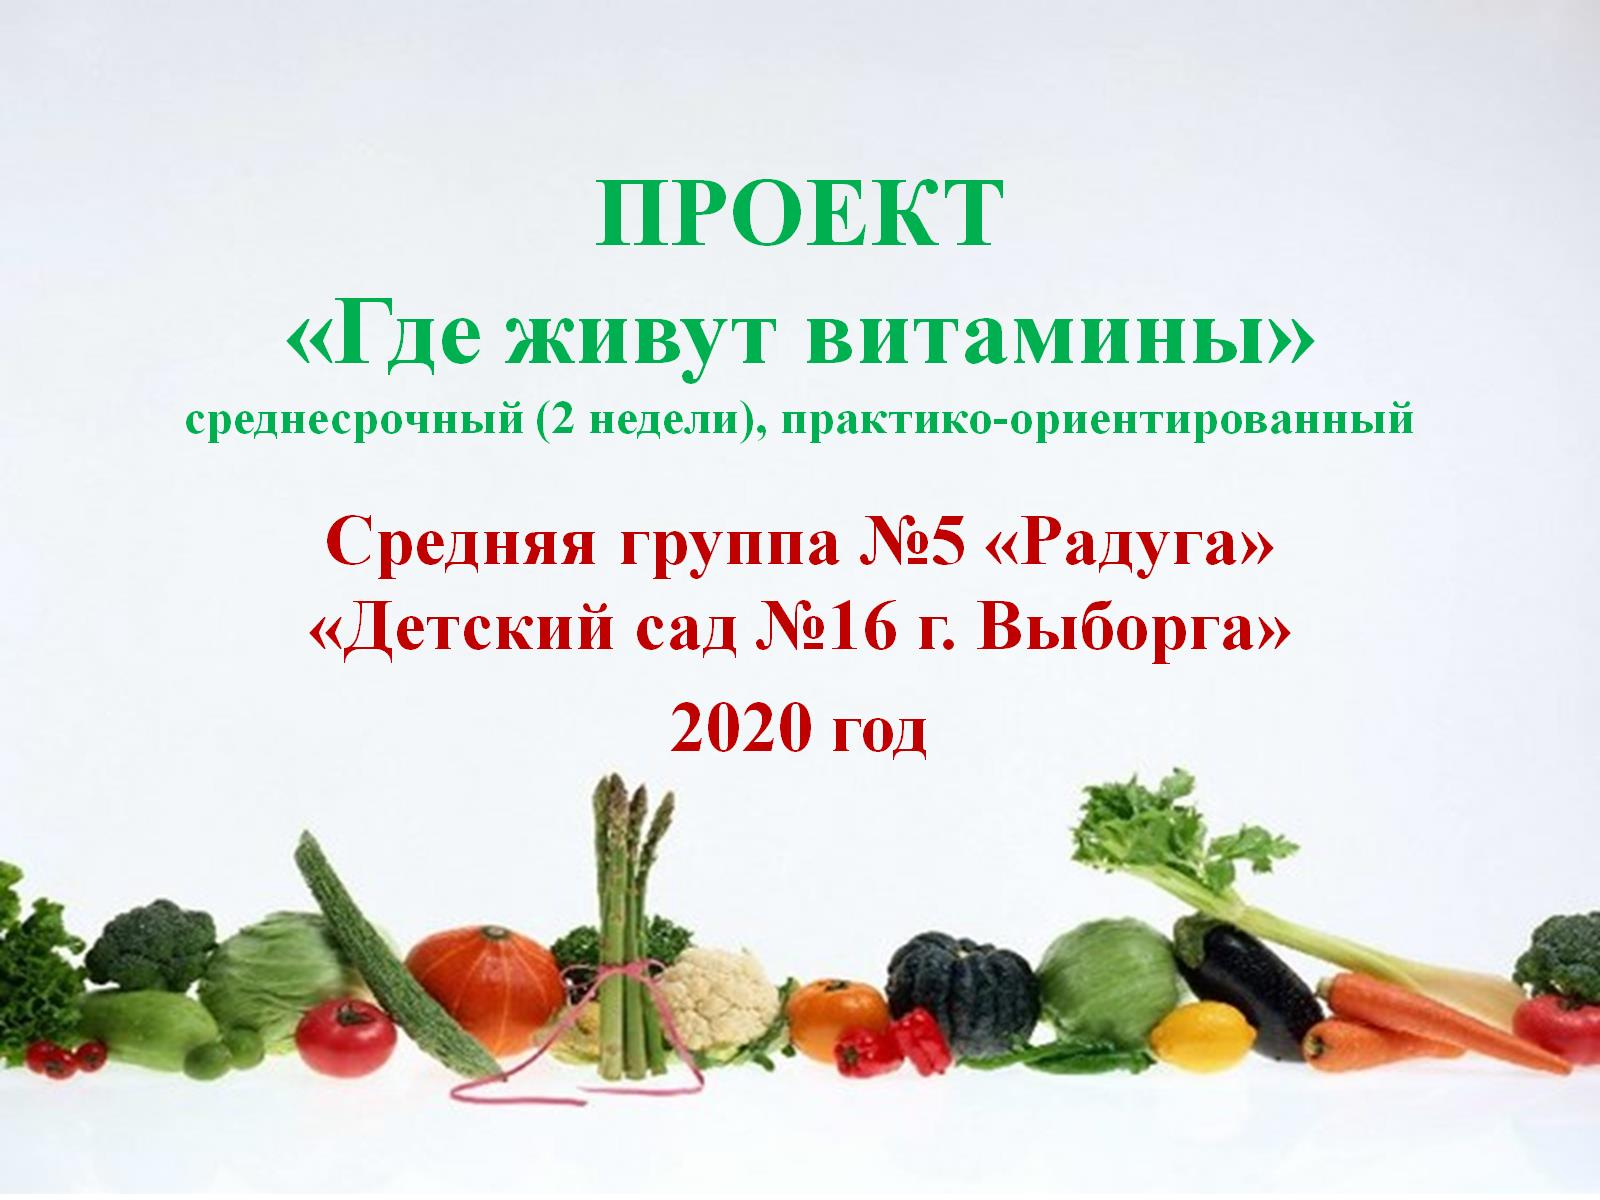 ПРОЕКТ
«Где живут витамины»
среднесрочный (2 недели), практико-ориентированный
Средняя группа №5 «Радуга»
«Детский сад №16 г. Выборга»
2020 год